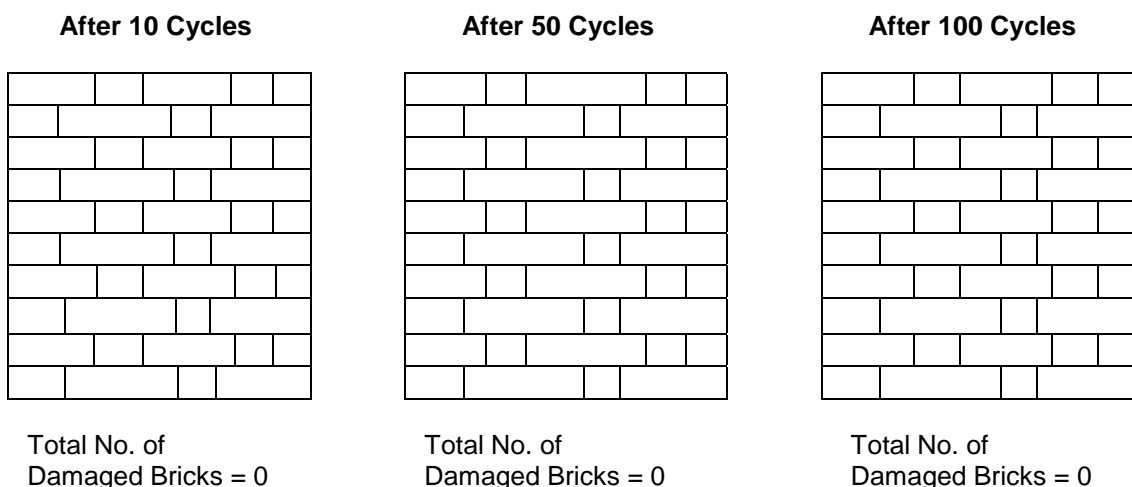 After 10 Cycles
After 50 Cycles
After 100 Cycles
Total No. of
Damaged Bricks = 0
Total No. of
Damaged Bricks = 0
Total No. of
Damaged Bricks = 0